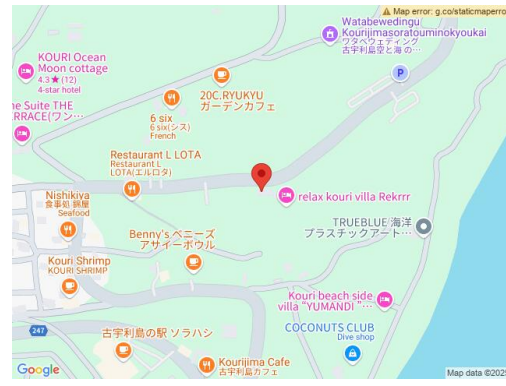 Map error: g.co/staticmaperro
Watabewedingu
Kourijimasoratouminokyoukai
ワタベウェディング
古宇利島空と海の…
KOURI Ocean
Moon cottage
4.3★(12)
4-star hotel
20C.RYUKYU
ガーデンカフェ
P
he Suite THE
ERRACE(ワン…
6 six
6 six(シス)
French
Restaurant L LOTA
Restaurant L
LOTA(エルロタ)
relax kouri villa Rekrrr
Nishikiya
食事処 錦屋
Seafood
TRUEBLUE/海洋
プラスチックアート…
Benny's ベニーズ
アサイーボウル
Kouri Shrimp
KOURI SHRIMP
Kouri beach side
villa "YUMANDI "…
247
古宇利島の駅 ソラハシ
COCONUTS CLUB
Dive shop
Kourijima Cafe
古宇利島カフェ
Google
Map data ©2025